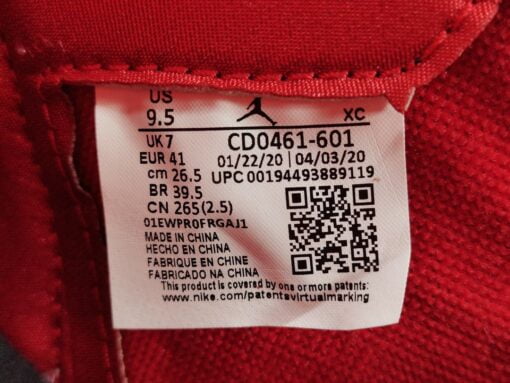 US
9.5
XC
UK 7
CD0461-601
EUR 41
01/22/20 | 04/03/20
cm 26.5
UPC 00194493889119
BR 39.5
CN 265(2.5)
01EWPR0FRGAJ1
MADE IN CHINA
HECHO EN CHINA
FABRIQUE EN CHINE
FABRICADO NA CHINA
This product is covered by one or more patents:
www.nike.com/patentsvirtualmarking